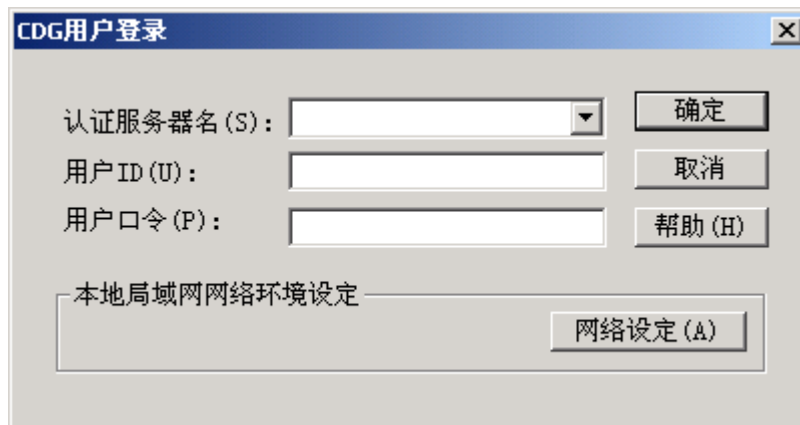 CDG用户登录
认证服务器名(S):
确定
用户ID(U):
取消
用户口令(P):
帮助(H)
本地局域网网络环境设定
网络设定(A)